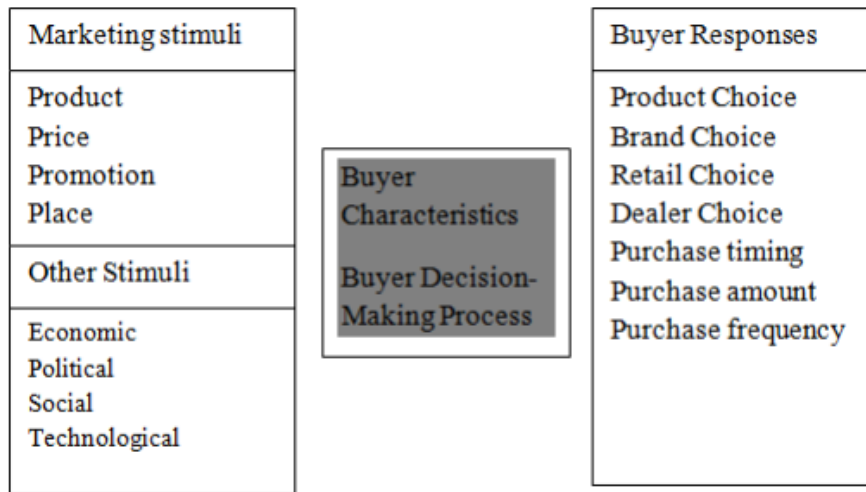 Marketing stimuli
Product
Price
Promotion
Place
Other Stimuli
Economic
Political
Social
Technological
Buyer
Characteristics
Buyer Decision-
Making Process
Buyer Responses
Product Choice
Brand Choice
Retail Choice
Dealer Choice
Purchase timing
Purchase amount
Purchase frequency